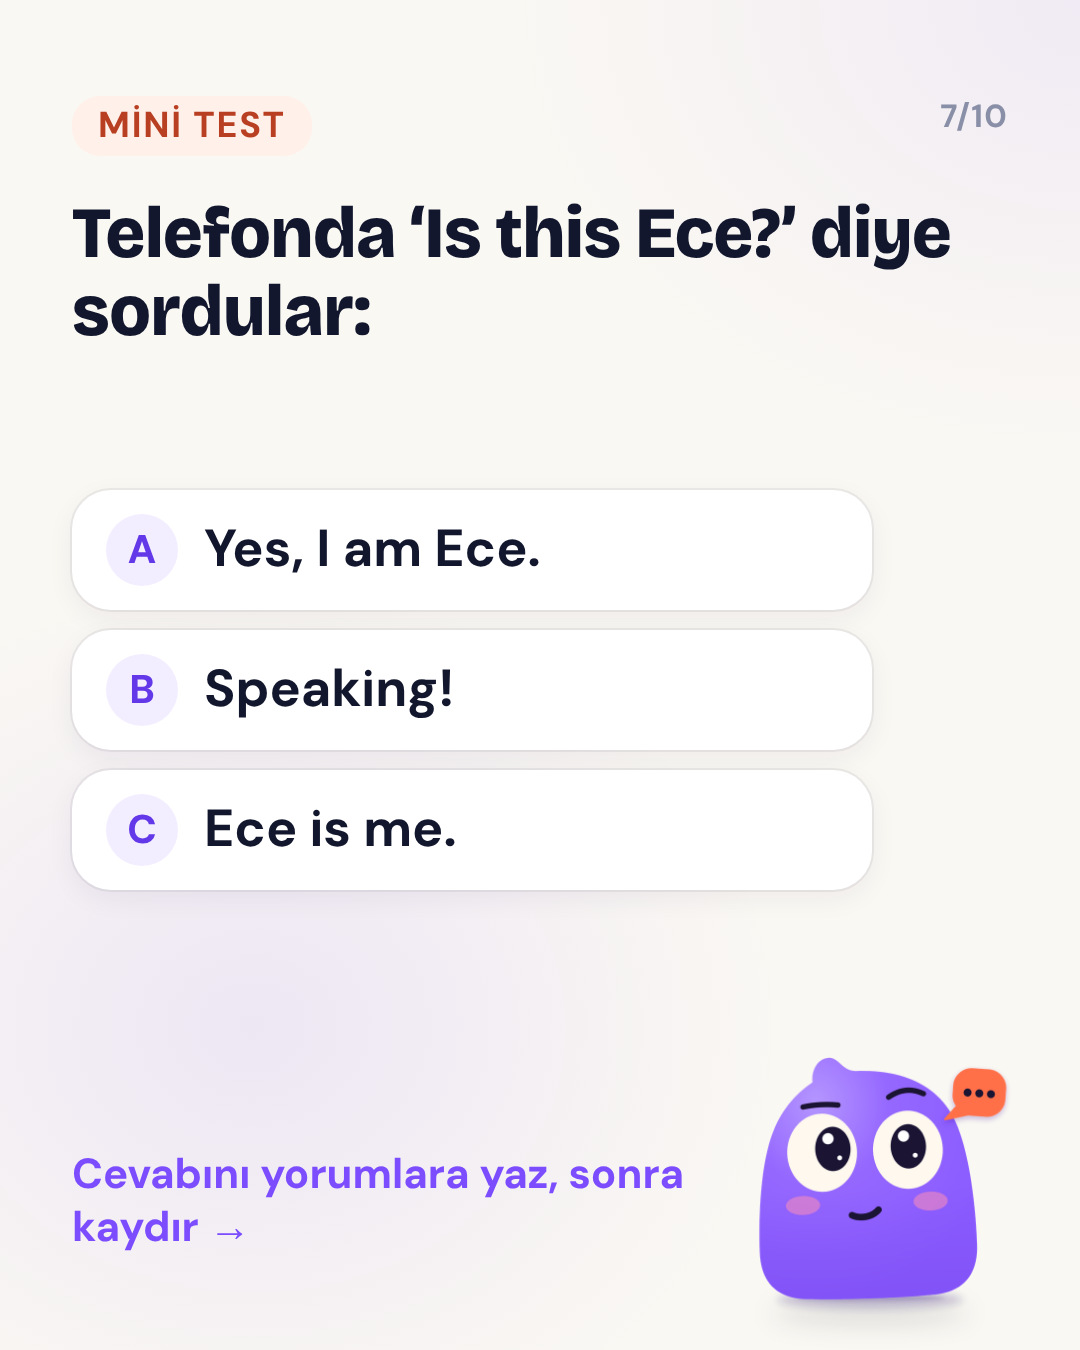 MİNİ TEST
7/10
Telefonda ‘Is this Ece?’ diye
sordular:
A Yes, I am Ece.
B Speaking!
C Ece is me.
Cevabını yorumlara yaz, sonra
kaydır →